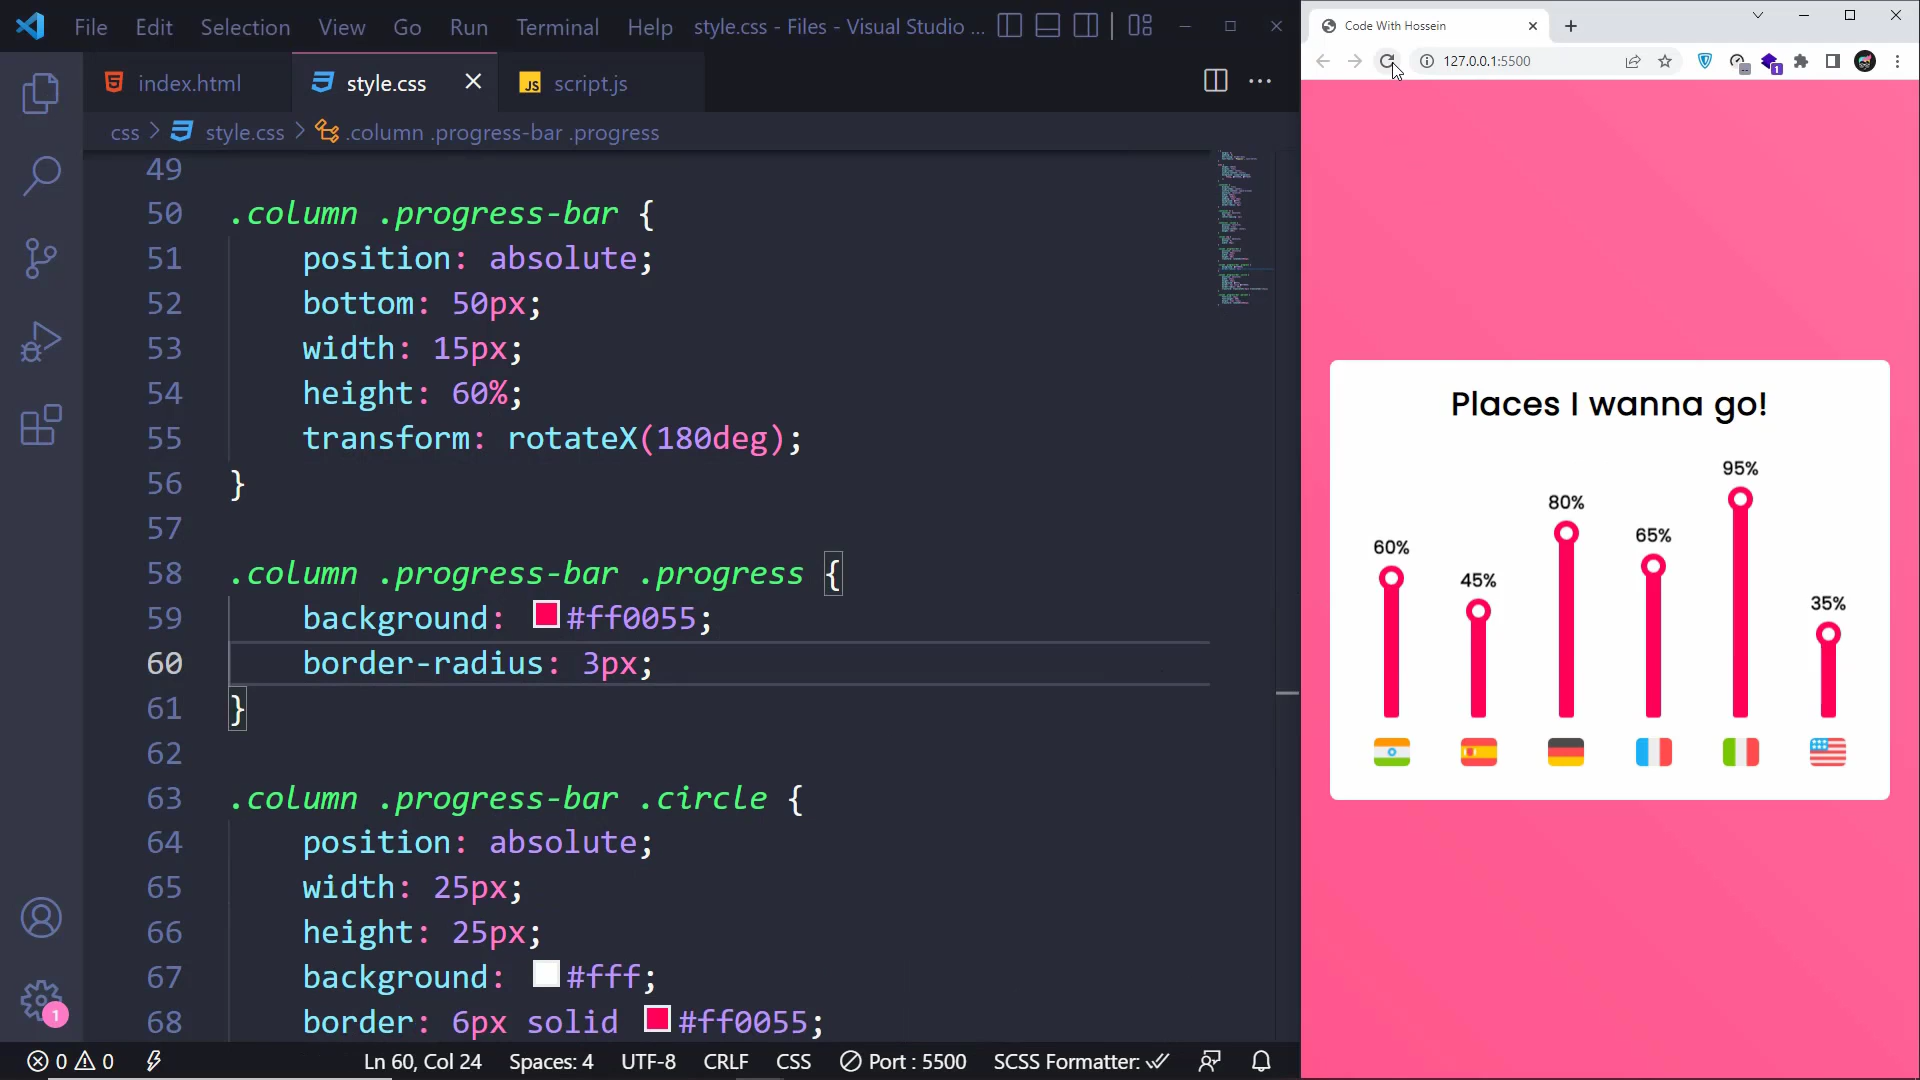 File Edit Selection View Go Run Terminal Help style.css - Files - Visual Studio ...
index.html style.css JS script.js
css > style.css > .column .progress-bar .progress
49
50 .column .progress-bar {
51 position: absolute;
52 bottom: 50px;
53 width: 15px;
54 height: 60%;
55 transform: rotateX(180deg);
56 }
57
58 .column .progress-bar .progress {
59 background: #ff0055;
60 border-radius: 3px;
61 }
62
63 .column .progress-bar .circle {
64 position: absolute;
65 width: 25px;
66 height: 25px;
67 background: #fff;
68 border: 6px solid #ff0055;
1
0 0 Ln 60, Col 24 Spaces: 4 UTF-8 CRLF CSS Port : 5500 SCSS Formatter:
Code With Hossein
127.0.0.1:5500 1
Places I wanna go!
95%
80%
65%
60%
45%
35%